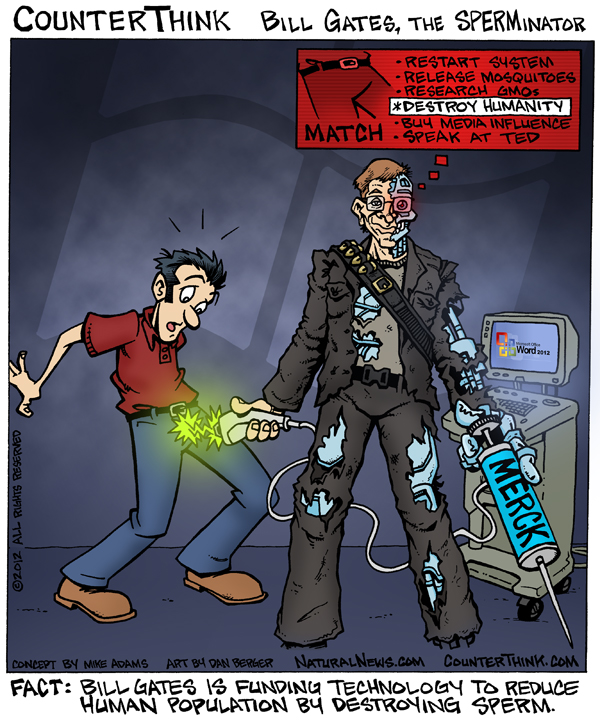 COUNTERTHINK BILL GATES, THE SPERMINATOR
- RESTART SYSTEM
- RELEASE MOSQUITOES
- RESEARCH GMOs
*DESTROY HUMANITY
- BUY MEDIA INFLUENCE
- SPEAK AT TED
MATCH
Microsoft Office
Word 2012
MERCK
©2012 ALL RIGHTS RESERVED
CONCEPT BY MIKE ADAMS ART BY DAN BERGER NATURALNEWS.COM COUNTERTHINK.COM
FACT: BILL GATES IS FUNDING TECHNOLOGY TO REDUCE
HUMAN POPULATION BY DESTROYING SPERM.